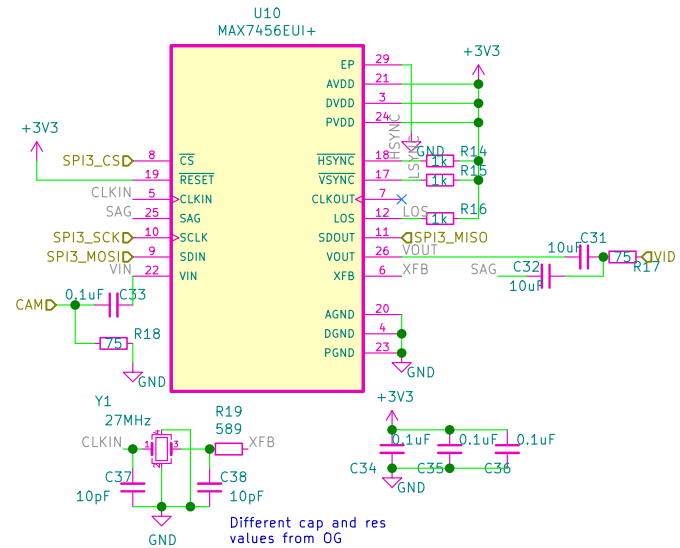 U10
MAX7456EUI+
EP 29
+3V3
AVDD 21
DVDD 3
PVDD 24
+3V3
HSYNC
GND
LSYNC
SPI3_CS 8 CS
HSYNC 18 1k R14
19 RESET
VSYNC 17 1k R15
CLKIN 5 CLKIN
CLKOUT 7
SAG 25 SAG
LOS 12 LOS 1k R16
SPI3_SCK 10 SCLK
SDOUT 11 SPI3_MISO
SPI3_MOSI 9 SDIN
VOUT 26 VOUT
10uF C31
75 R17 VID
VIN 22 VIN
XFB 6 XFB
SAG C32
10uF
0.1uF C33
CAM
AGND 20
DGND 4
PGND 23
GND
75 R18
GND
Y1
27MHz
R19
589
CLKIN 1 2 3 4 XFB
C37
10pF
C38
10pF
GND
+3V3
0.1uF 0.1uF 0.1uF
C34 C35 C36
GND
Different cap and res
values from OG